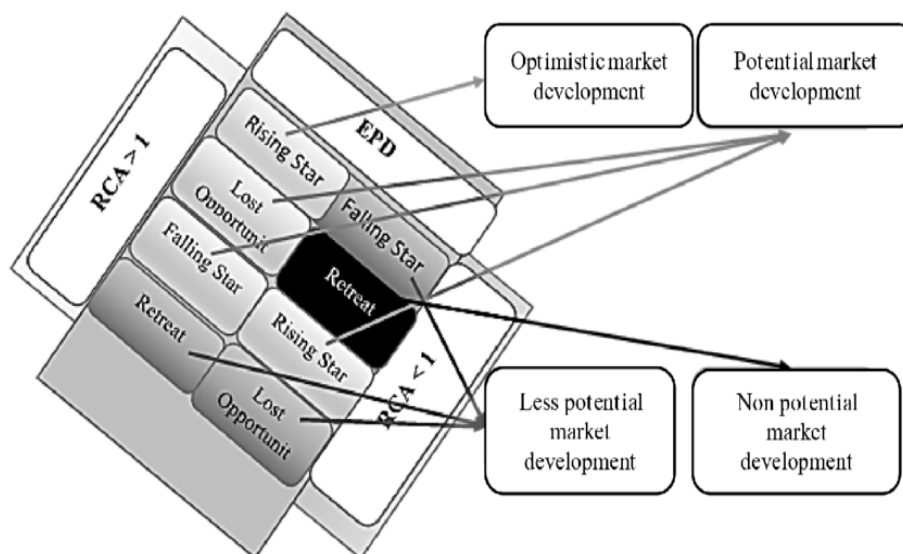 Optimistic market
development
Potential market
development
EPD
RCA > 1
Rising Star
Lost
Opportunit
Falling Star
Falling Star
Retreat
Retreat
Rising Star
Lost
Opportunit
RCA < 1
Less potential
market
development
Non potential
market
development